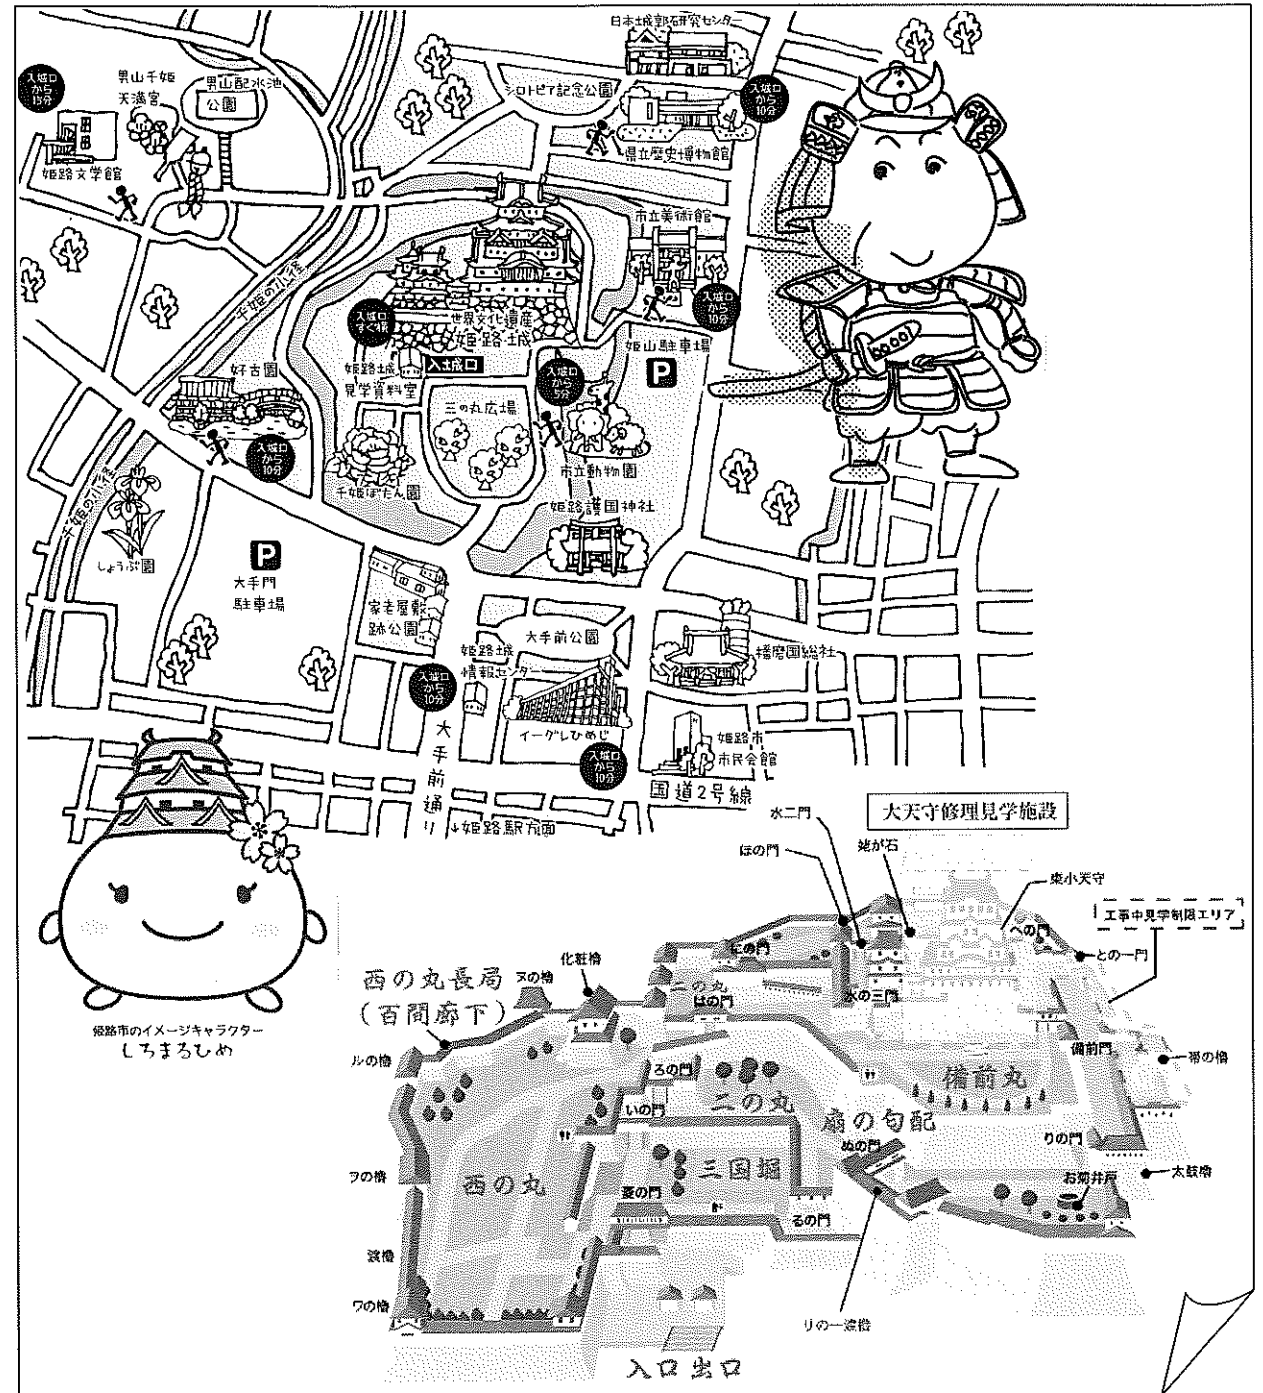 日本城郭研究センター
入城口
から
15分
男山千姫
天満宮
男山配水池
公園
シロトピア記念公園
入城口
から
10分
県立歴史博物館
姫路文学館
市立美術館
千姫の小径
入城口
すぐ横
世界文化遺産
姫路城
入城口
から
10分
姫山駐車場
P
好古園
姫路城
見学資料室
入城口
入城口
から
三の丸広場
入城口
から
10分
市立動物園
千姫ぼたん園
姫路護国神社
千姫の小径
しょうぶ園
P
大手門
駐車場
家老屋敷
跡公園
大手前公園
播磨国総社
姫路城
情報センター
入城口
から
10分
イーグレひめじ
姫路市
市民会館
大手前通り
入城口
から
10分
国道2号線
↓姫路駅方面
姫路市のイメージキャラクター
しろまるひめ
大天守修理見学施設
水二門
ほの門
姥が石
東小天守
工事中見学制限エリア
への門
との一門
にの門
化粧櫓
西の丸長局
(百間廊下)
ヌの櫓
二の丸
はの門
水の三門
備前門
帯の櫓
ルの櫓
ろの門
備前丸
いの門
二の丸
扇の勾配
ぬの門
りの門
ヲの櫓
西の丸
三国堀
お菊井戸
太鼓櫓
菱の門
るの門
渡櫓
ワの櫓
リの一渡櫓
入口出口